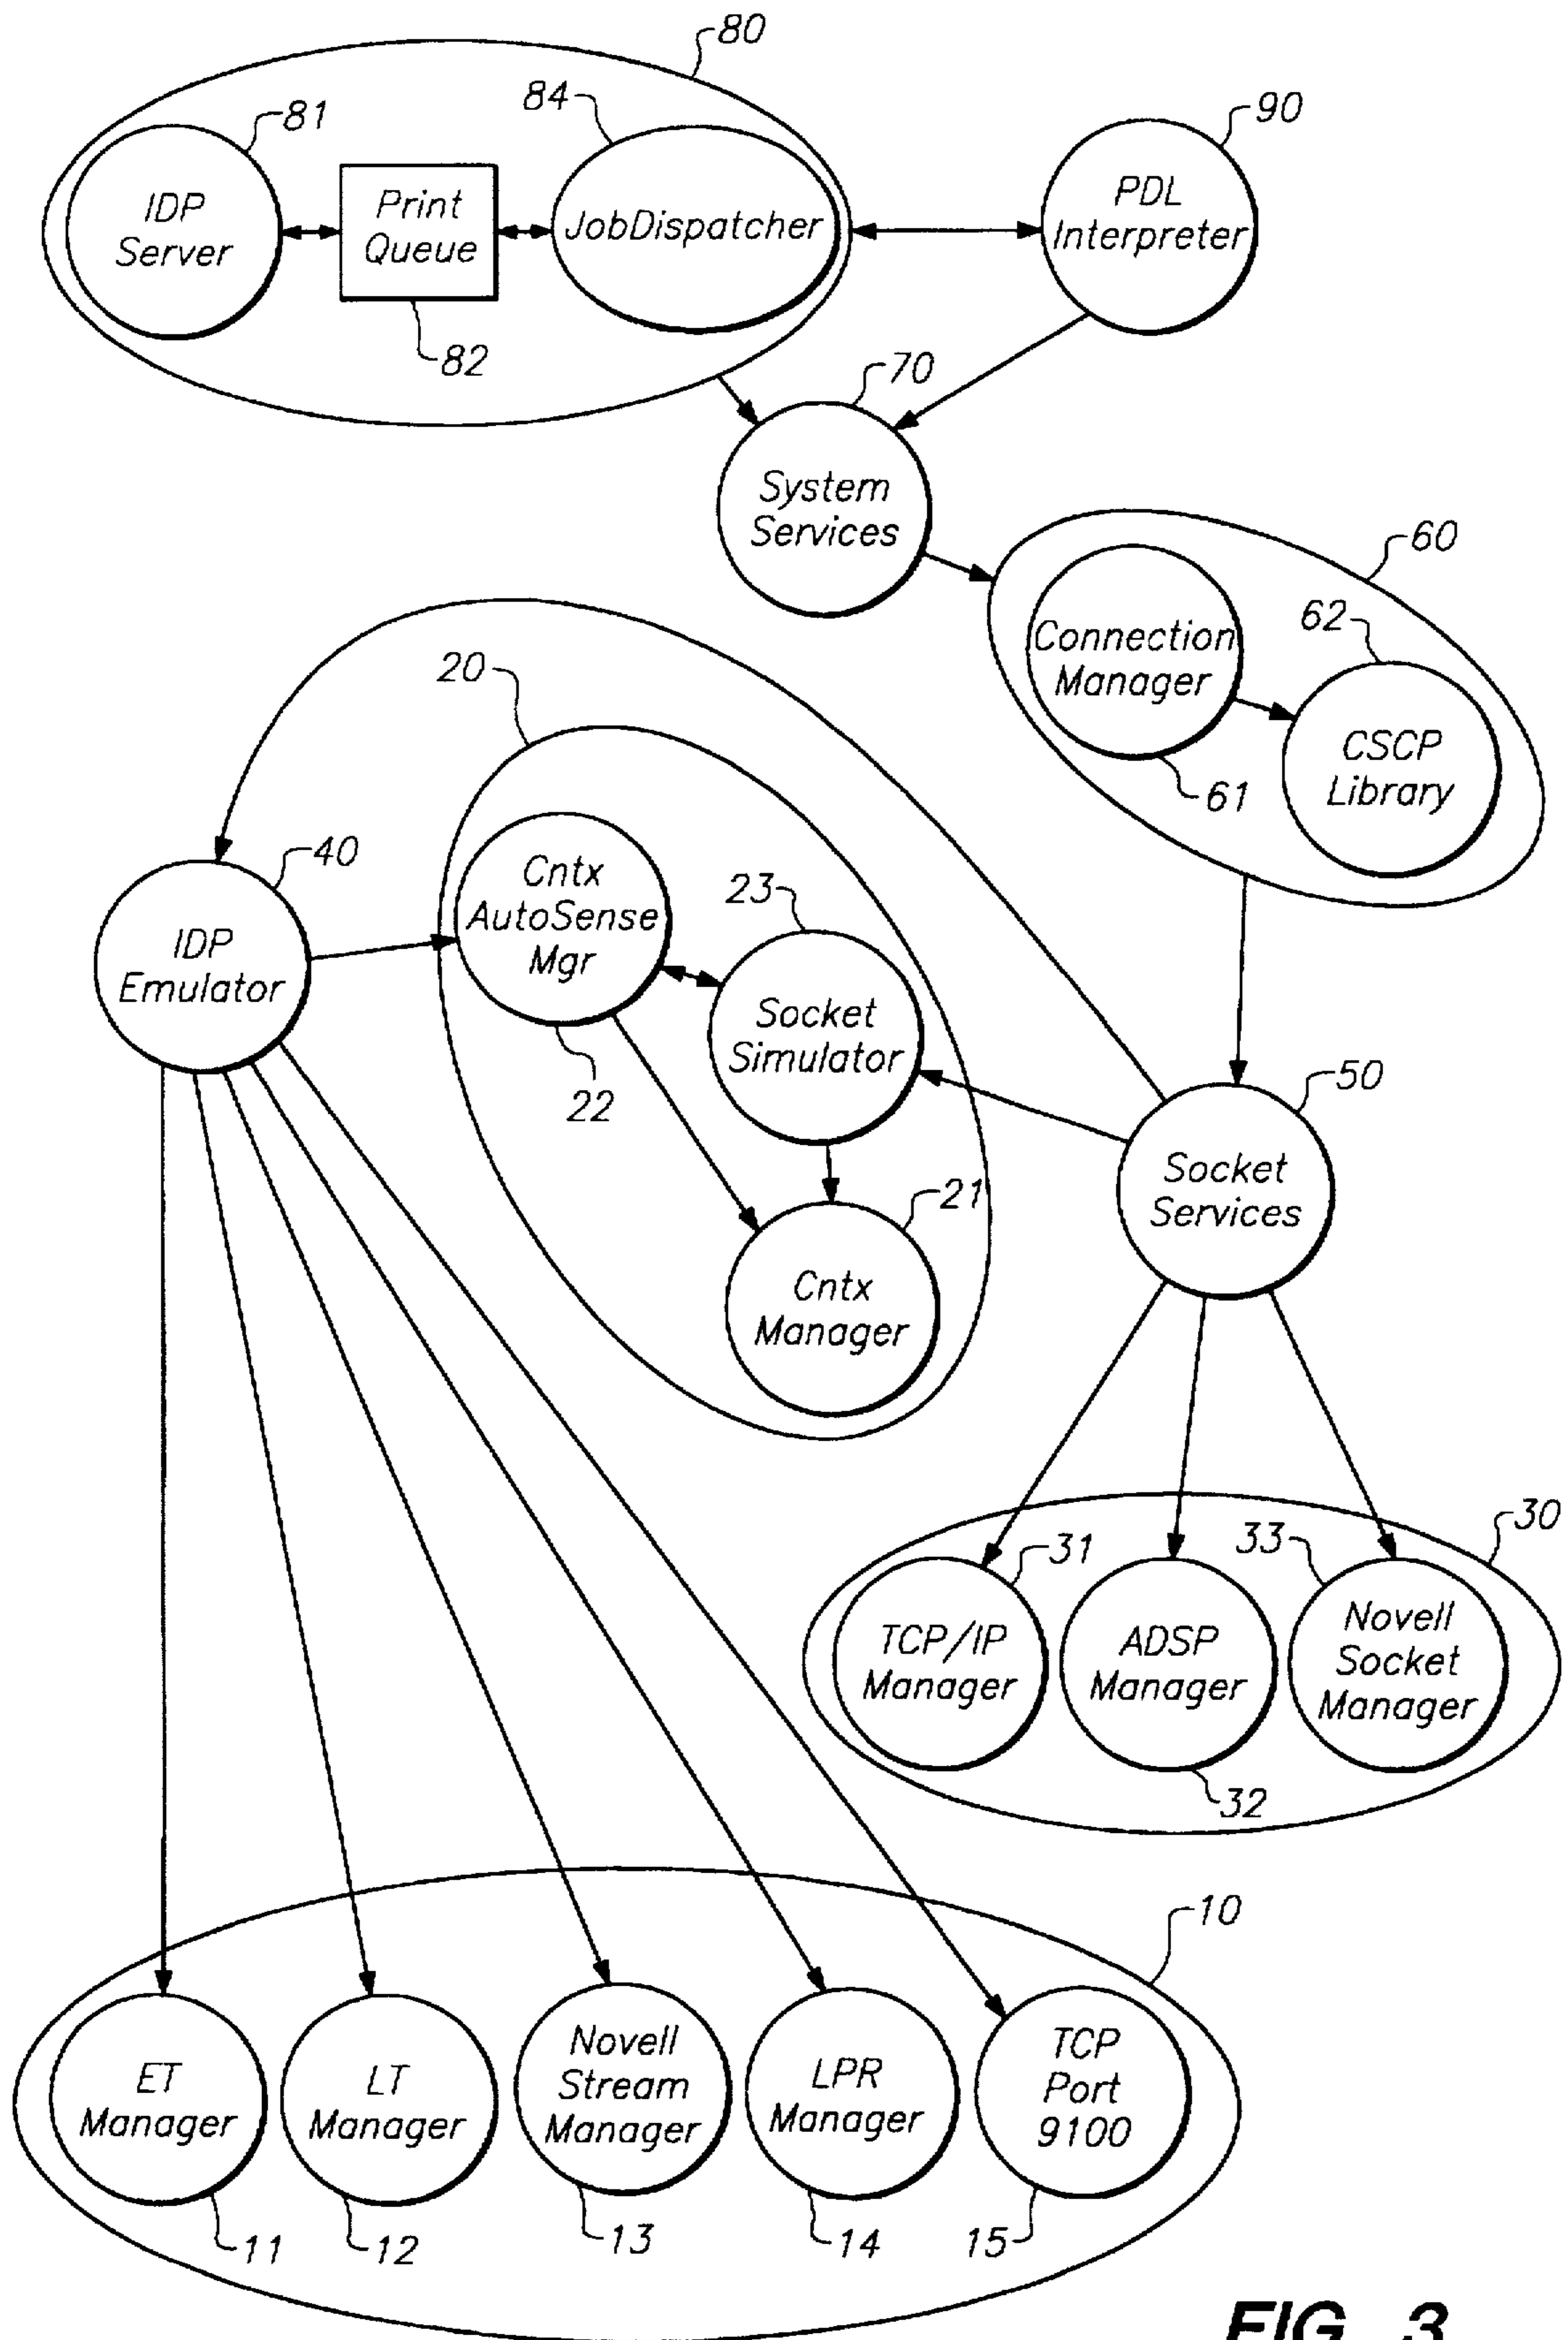 80
84
81
90
IDP
Server
Print
Queue
JobDispatcher
PDL
Interpreter
82
70
System
Services
60
62
Connection
Manager
20
CSCP
Library
61
40
Cntx
AutoSense
Mgr
23
IDP
Emulator
Socket
Simulator
22
50
Socket
Services
21
Cntx
Manager
30
31
33
TCP/IP
Manager
ADSP
Manager
Novell
Socket
Manager
32
10
ET
Manager
LT
Manager
Novell
Stream
Manager
LPR
Manager
TCP
Port
9100
11
12
13
14
15
FIG. 3